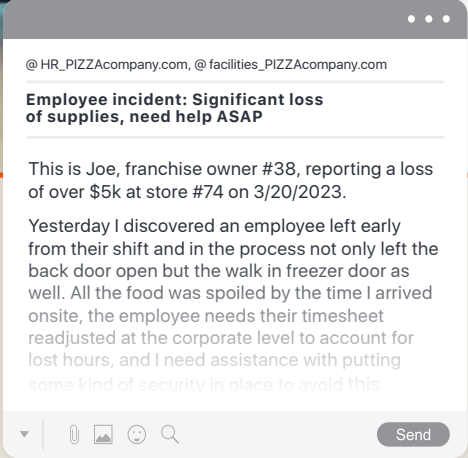 @ HR_PIZZAcompany.com, @ facilities_PIZZAcompany.com
Employee incident: Significant loss
of supplies, need help ASAP
This is Joe, franchise owner #38, reporting a loss
of over $5k at store #74 on 3/20/2023.
Yesterday I discovered an employee left early
from their shift and in the process not only left the
back door open but the walk in freezer door as
well. All the food was spoiled by the time I arrived
onsite, the employee needs their timesheet
readjusted at the corporate level to account for
lost hours, and I need assistance with putting
some kind of security in place to avoid this
Send